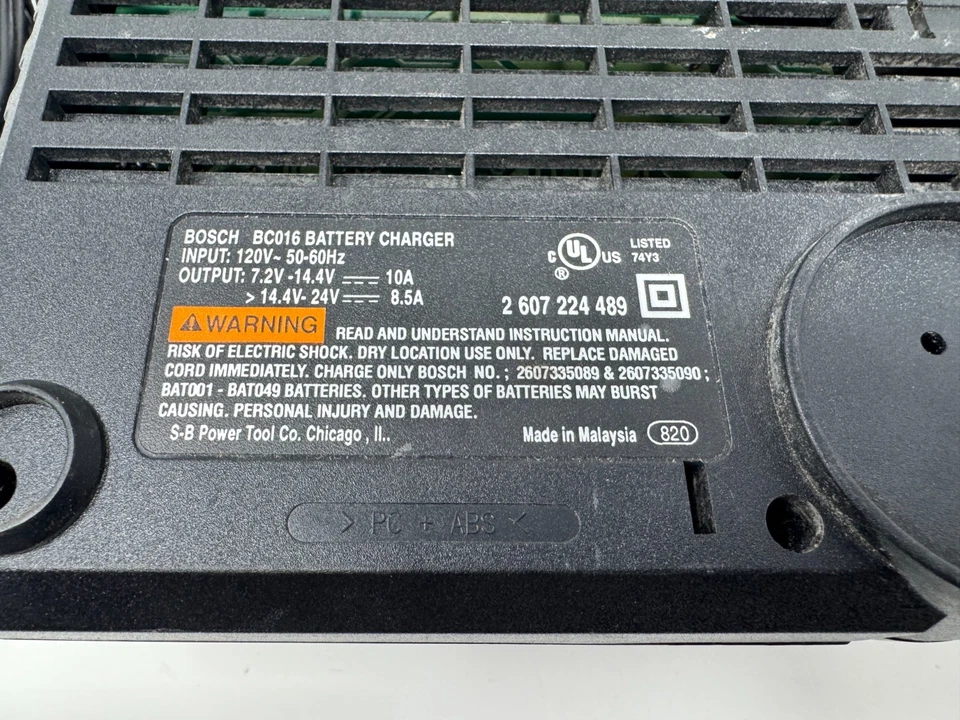 BOSCH BC016 BATTERY CHARGER
INPUT: 120V~ 50-60Hz
OUTPUT: 7.2V -14.4V 10A
> 14.4V- 24V 8.5A
C UL US LISTED
® 74Y3
2 607 224 489
WARNING READ AND UNDERSTAND INSTRUCTION MANUAL.
RISK OF ELECTRIC SHOCK. DRY LOCATION USE ONLY. REPLACE DAMAGED
CORD IMMEDIATELY. CHARGE ONLY BOSCH NO.; 2607335089 & 2607335090;
BAT001 - BAT049 BATTERIES. OTHER TYPES OF BATTERIES MAY BURST
CAUSING. PERSONAL INJURY AND DAMAGE.
S-B Power Tool Co. Chicago, Il.. Made in Malaysia 820
> PC + ABS <